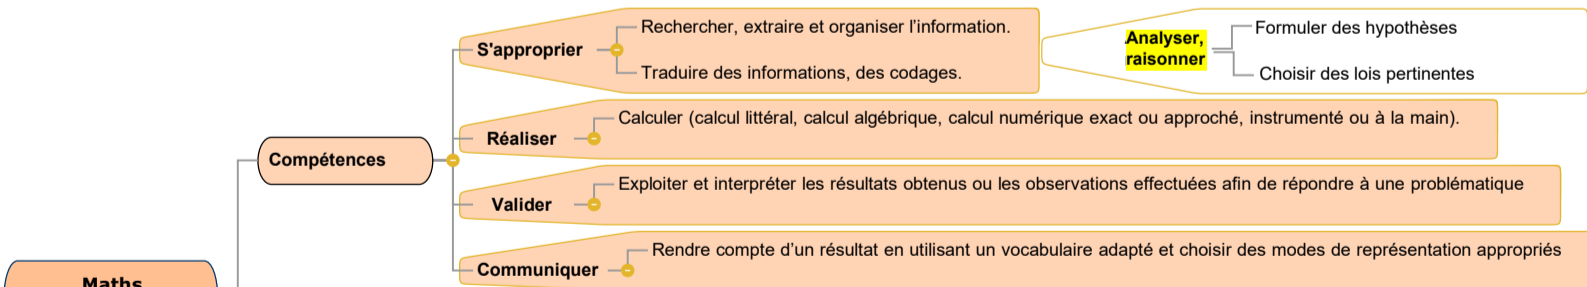 S'approprier
Rechercher, extraire et organiser l'information.
Traduire des informations, des codages.
Analyser,
raisonner
Formuler des hypothèses
Choisir des lois pertinentes
Réaliser
Calculer (calcul littéral, calcul algébrique, calcul numérique exact ou approché, instrumenté ou à la main).
Compétences
Valider
Exploiter et interpréter les résultats obtenus ou les observations effectuées afin de répondre à une problématique
Communiquer
Rendre compte d'un résultat en utilisant un vocabulaire adapté et choisir des modes de représentation appropriés
Maths